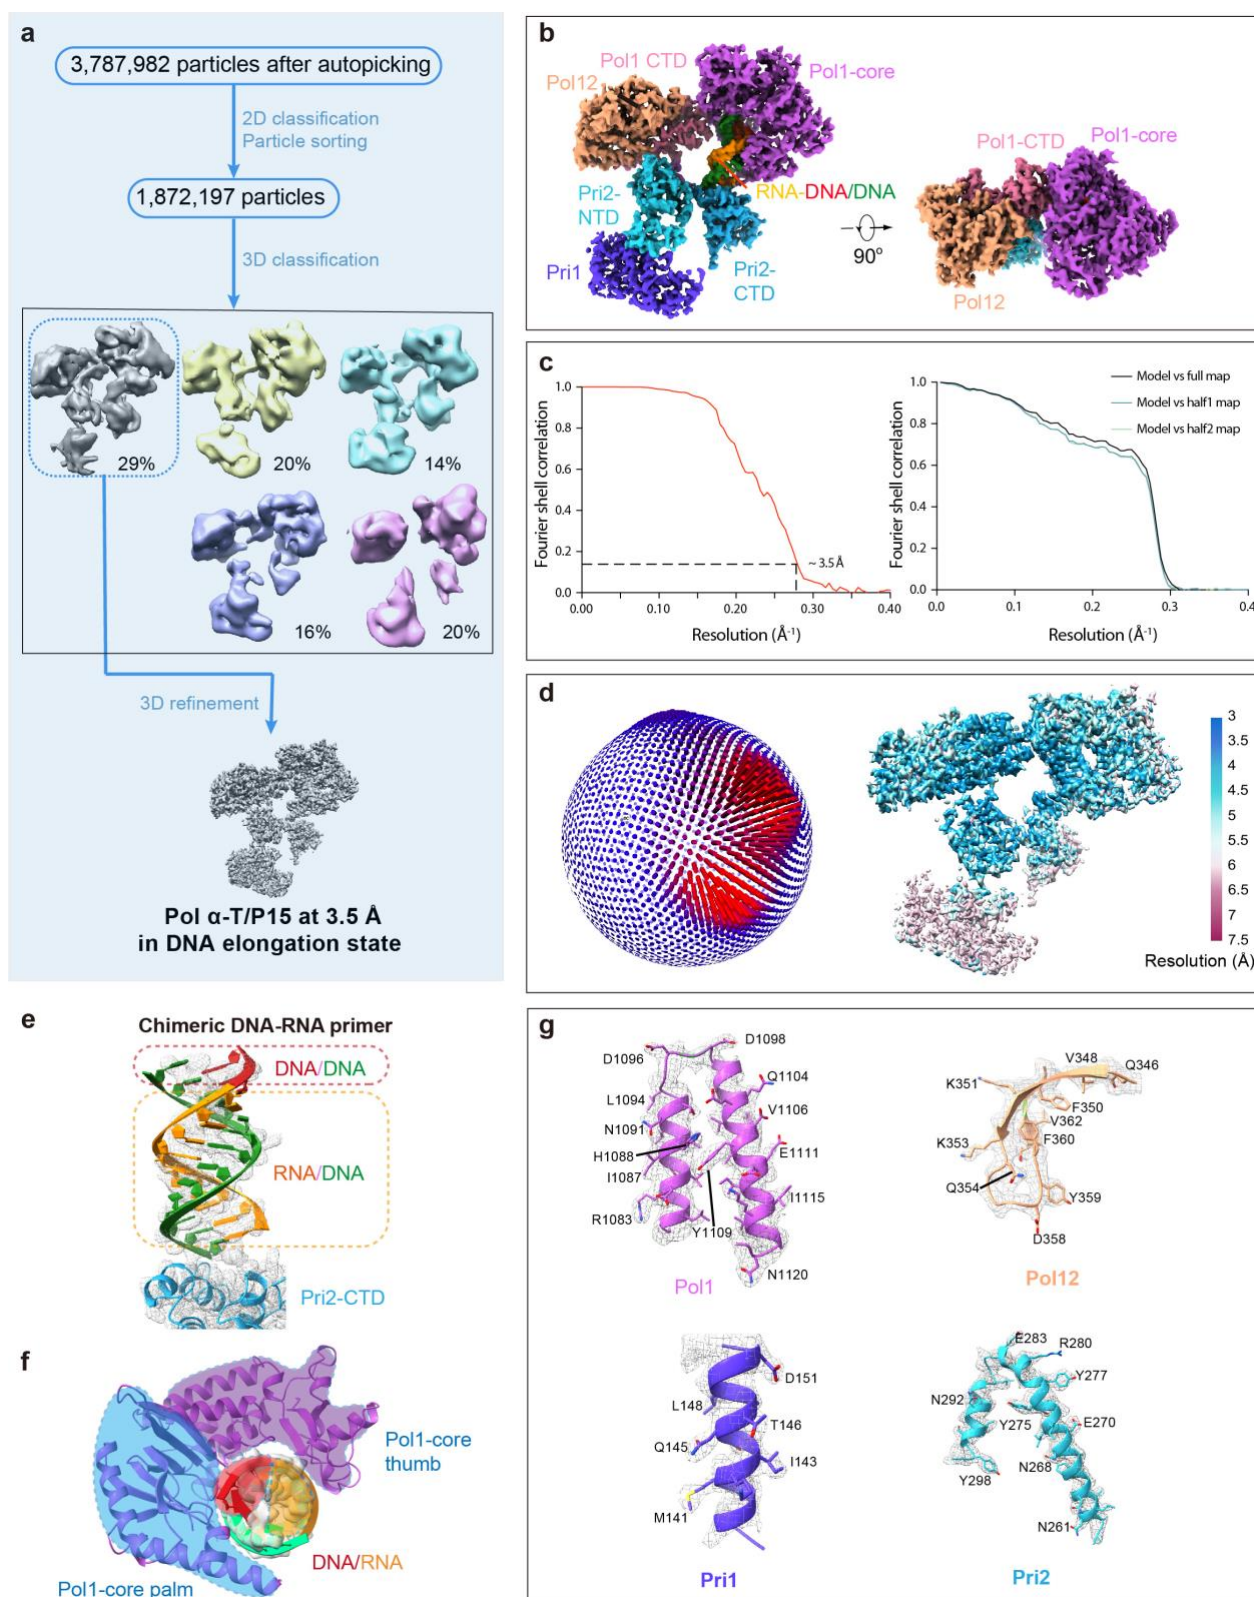 a
3,787,982 particles after autopicking
2D classification
Particle sorting
1,872,197 particles
3D classification
29%
20%
14%
16%
20%
3D refinement
Pol α-T/P15 at 3.5 Å
in DNA elongation state
b
Pol1 CTD
Pol12
Pol1-core
Pri2-
NTD
RNA-DNA/DNA
Pri1
Pri2-
CTD
90°
Pol1-CTD
Pol1-core
Pol12
c
Fourier shell correlation
1.0
0.8
0.6
0.4
0.2
0.0
~ 3.5 Å
0.00
0.10
0.20
0.30
0.40
Resolution (Å⁻¹)
Fourier shell correlation
1.0
0.8
0.6
0.4
0.2
0.0
Model vs full map
Model vs half1 map
Model vs half2 map
0.0
0.1
0.2
0.3
0.4
Resolution (Å⁻¹)
d
3
3.5
4
4.5
5
5.5
6
6.5
7
7.5
Resolution (Å)
e
Chimeric DNA-RNA primer
DNA/DNA
RNA/DNA
Pri2-CTD
f
Pol1-core
thumb
DNA/RNA
Pol1-core palm
g
D1098
D1096
Q1104
L1094
V1106
N1091
H1088
E1111
I1087
I1115
R1083
Y1109
N1120
Pol1
V348
Q346
K351
F350
V362
K353
F360
Q354
Y359
D358
Pol12
D151
L148
T146
Q145
I143
M141
Pri1
E283
R280
Y277
N292
Y275
E270
N268
Y298
N261
Pri2